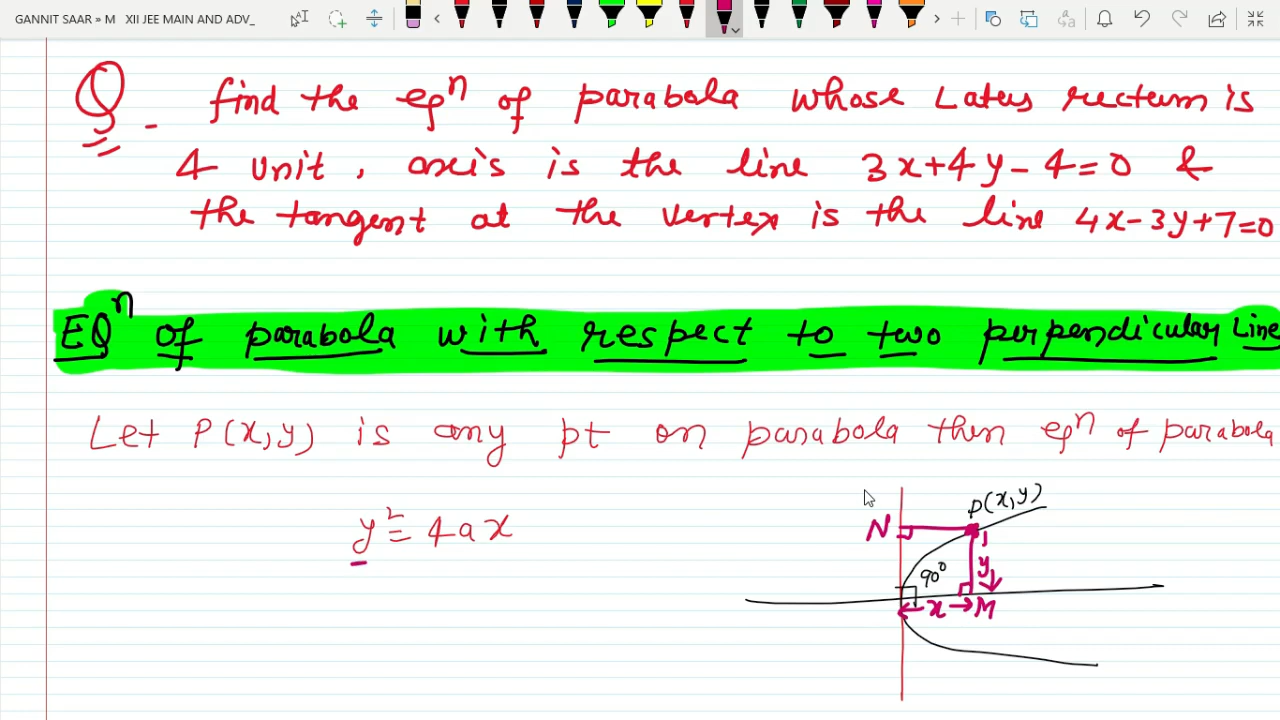 GANNIT SAAR » M XII JEE MAIN AND ADV_
Q - find the eqⁿ of parabola whose Latus rectum is
4 unit, axis is the line 3x+4y-4=0 &
the tangent at the vertex is the line 4x-3y+7=0
EQⁿ of parabola with respect to two perpendicular Line
Let P(x,y) is any pt on parabola then eqⁿ of parabola
y² = 4ax
P(x,y)
N
y
90°
x M